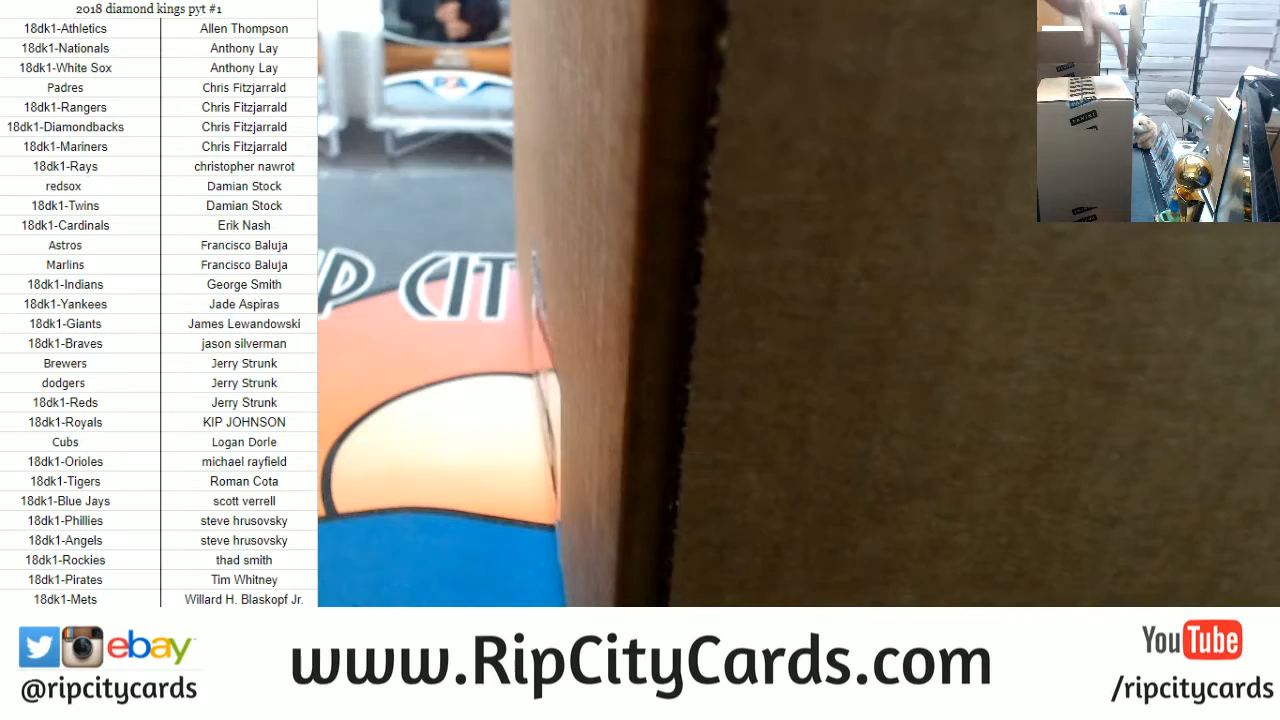 2018 diamond kings pyt #1
18dk1-Athletics Allen Thompson
18dk1-Nationals Anthony Lay
18dk1-White Sox Anthony Lay
Padres Chris Fitzjarrald
18dk1-Rangers Chris Fitzjarrald
18dk1-Diamondbacks Chris Fitzjarrald
18dk1-Mariners Chris Fitzjarrald
18dk1-Rays christopher nawrot
redsox Damian Stock
18dk1-Twins Damian Stock
18dk1-Cardinals Erik Nash
Astros Francisco Baluja
Marlins Francisco Baluja
18dk1-Indians George Smith
18dk1-Yankees Jade Aspiras
18dk1-Giants James Lewandowski
18dk1-Braves jason silverman
Brewers Jerry Strunk
dodgers Jerry Strunk
18dk1-Reds Jerry Strunk
18dk1-Royals KIP JOHNSON
Cubs Logan Dorle
18dk1-Orioles michael rayfield
18dk1-Tigers Roman Cota
18dk1-Blue Jays scott verrell
18dk1-Phillies steve hrusovsky
18dk1-Angels steve hrusovsky
18dk1-Rockies thad smith
18dk1-Pirates Tim Whitney
18dk1-Mets Willard H. Blaskopf Jr.
P CIT
PANINI
ebay
@ripcitycards
www.RipCityCards.com
YouTube
/ripcitycards